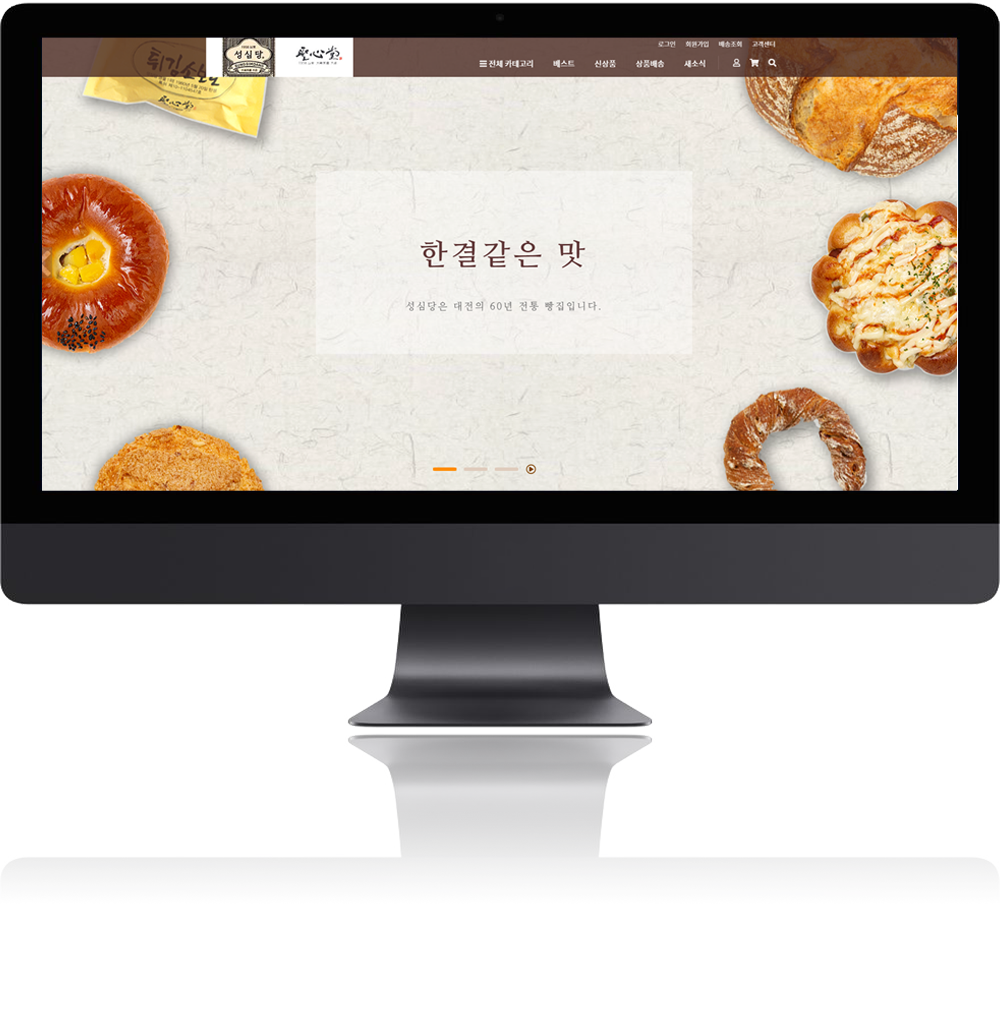 로그인 회원가입 배송조회 고객센터
튀김소보로
성심당
聖心堂
전체 카테고리 베스트 신상품 상품배송 새소식
聖心堂
한결같은 맛
성심당은 대전의 60년 전통 빵집입니다.